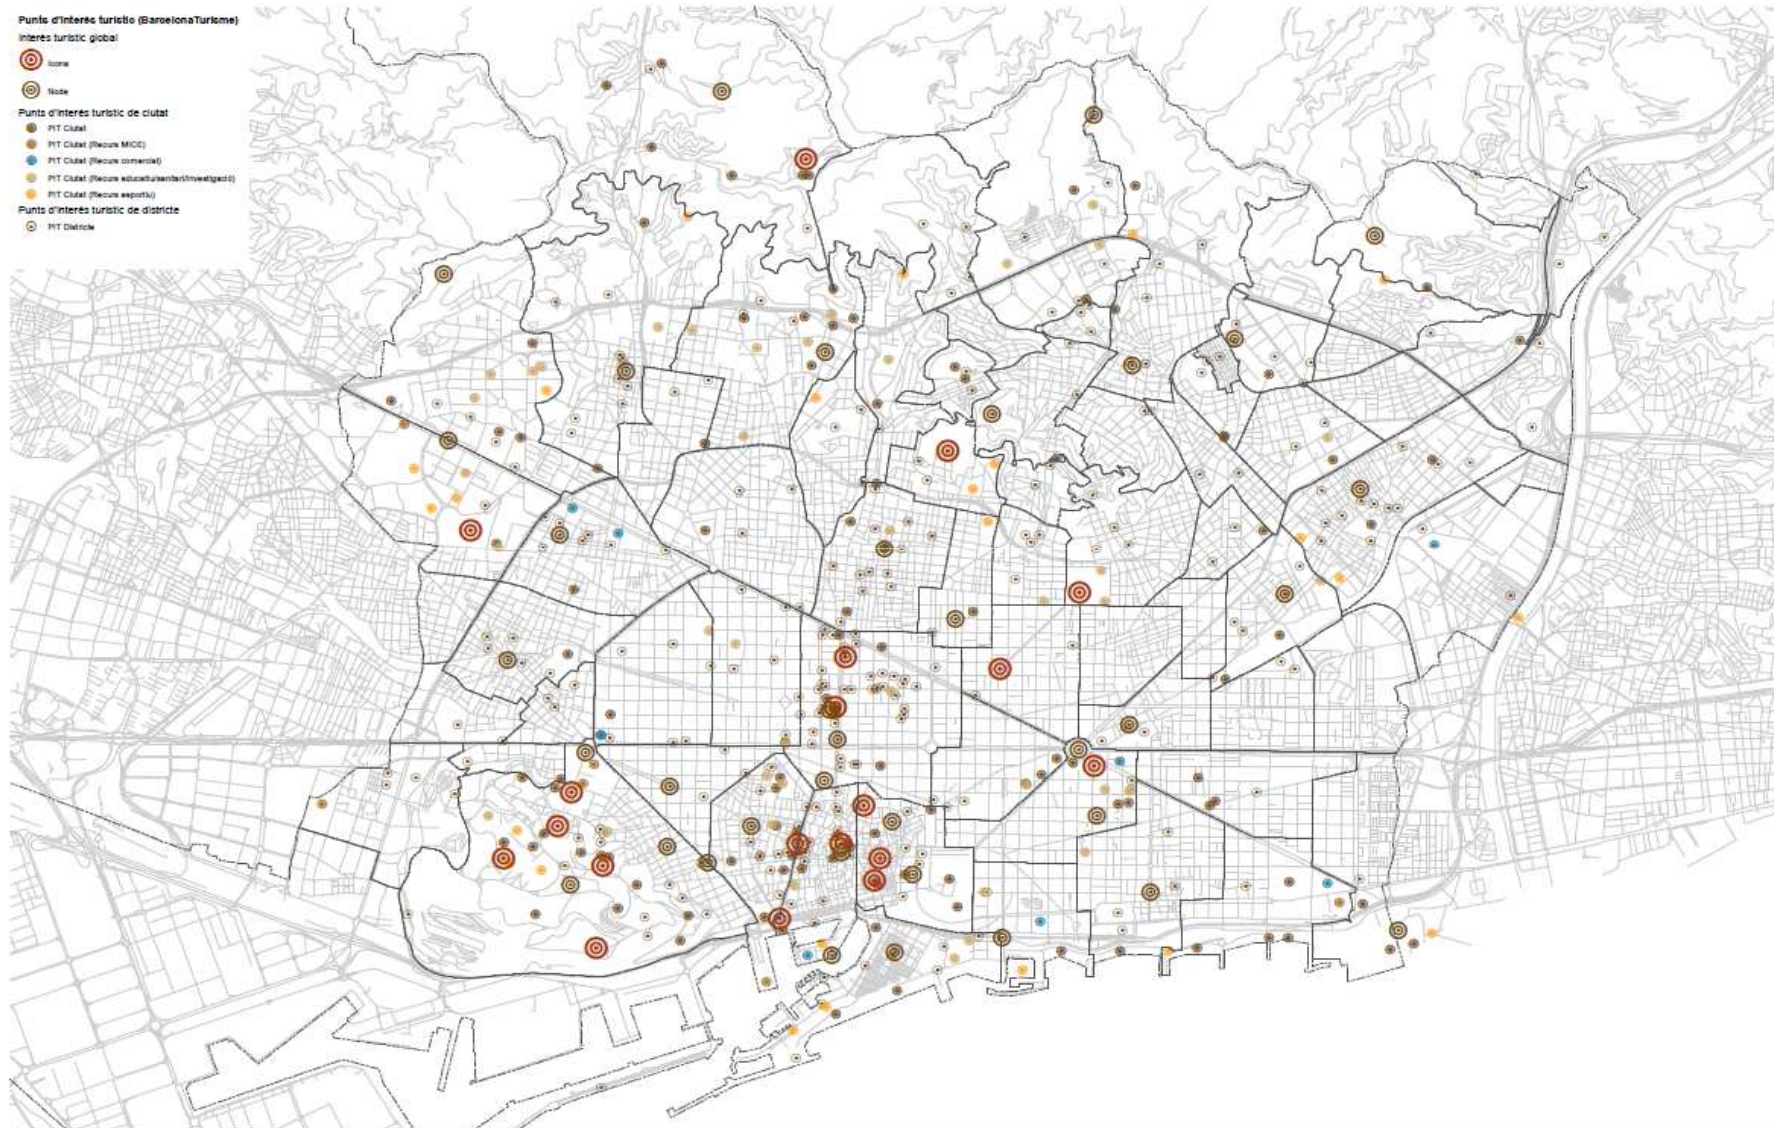 Punts d'interès turístic (BarcelonaTurisme)
Interès turístic global
Icona
Node
Punts d'interès turístic de ciutat
PIT Ciutat
PIT Ciutat (Recurs MICE)
PIT Ciutat (Recurs comercial)
PIT Ciutat (Recurs educatiu/sanitari/investigació)
PIT Ciutat (Recurs esportiu)
Punts d'interès turístic de districte
PIT Districte